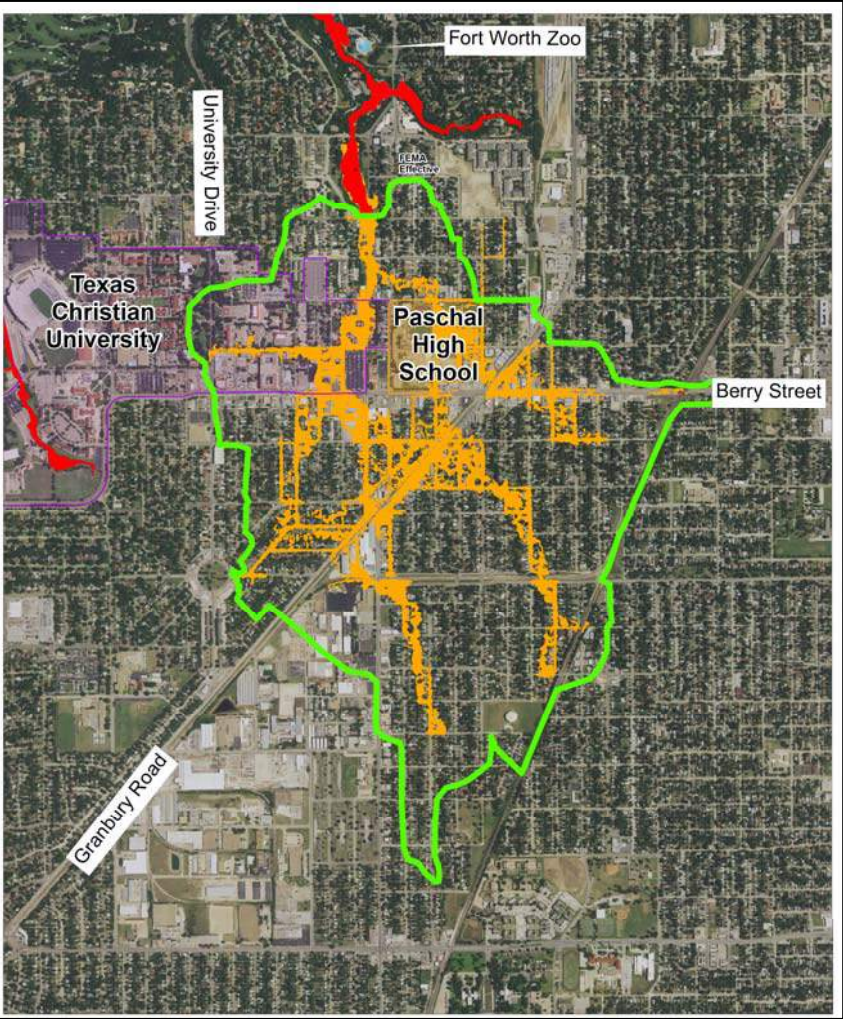 Fort Worth Zoo
University Drive
FEMA
Effective
Texas
Christian
University
Paschal
High
School
Berry Street
Granbury Road